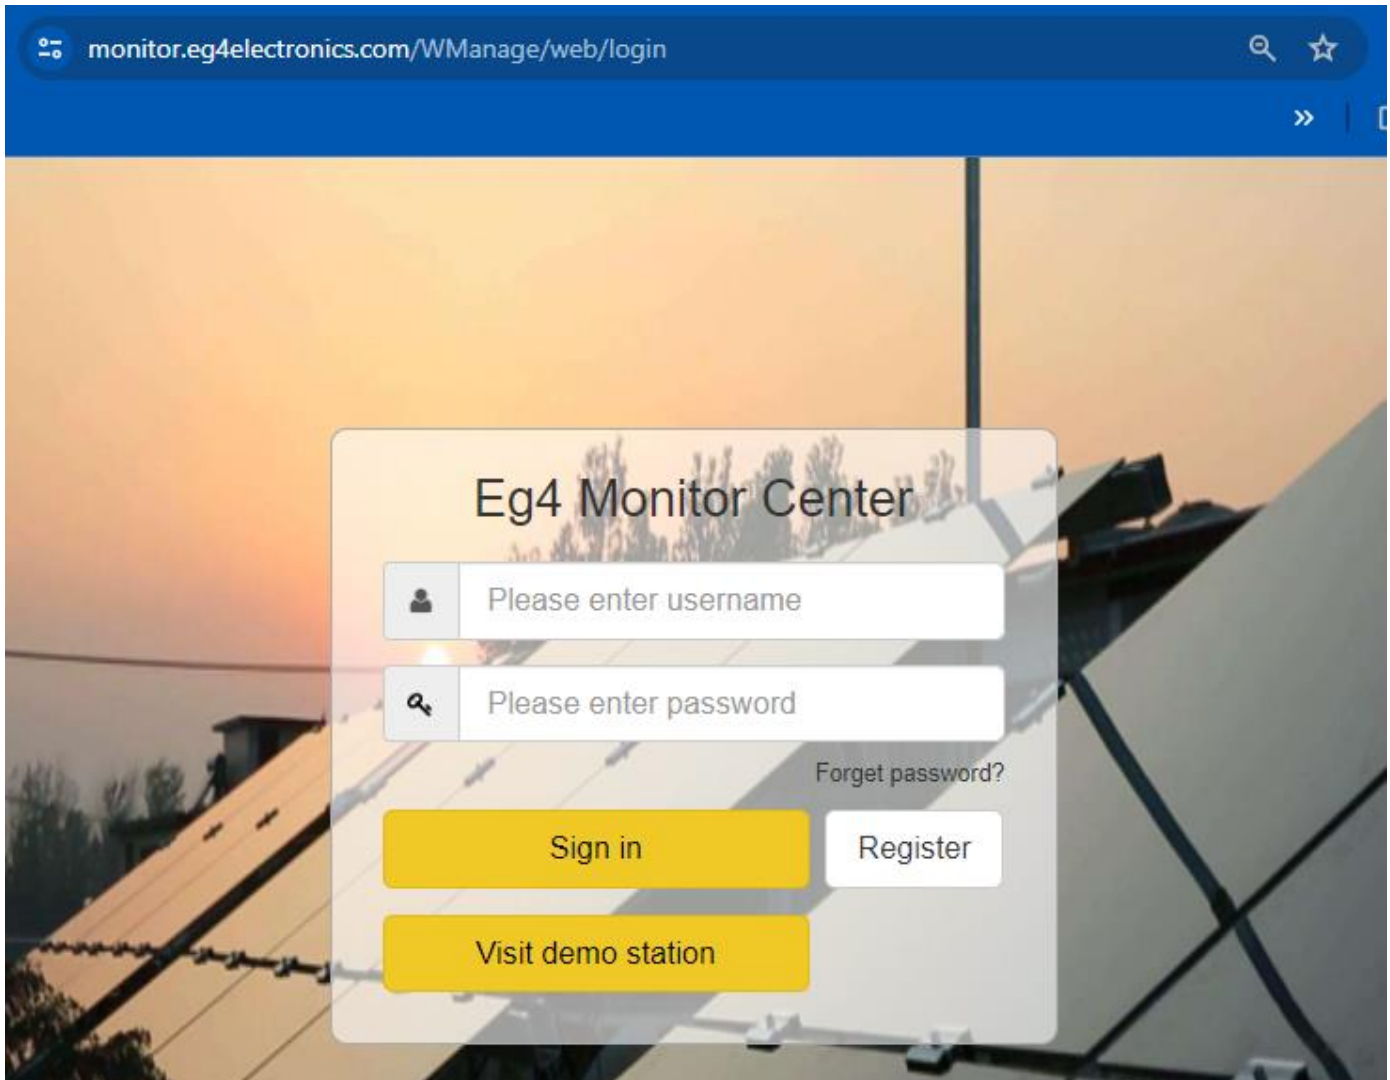 monitor.eg4electronics.com/WManage/web/login
Eg4 Monitor Center
Please enter username
Please enter password
Forget password?
Sign in
Register
Visit demo station